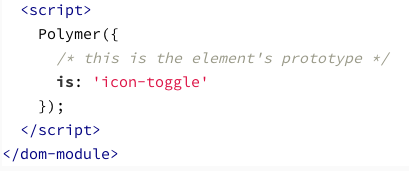 <script>
Polymer({
/* this is the element's prototype */
is: 'icon-toggle'
});
</script>
</dom-module>